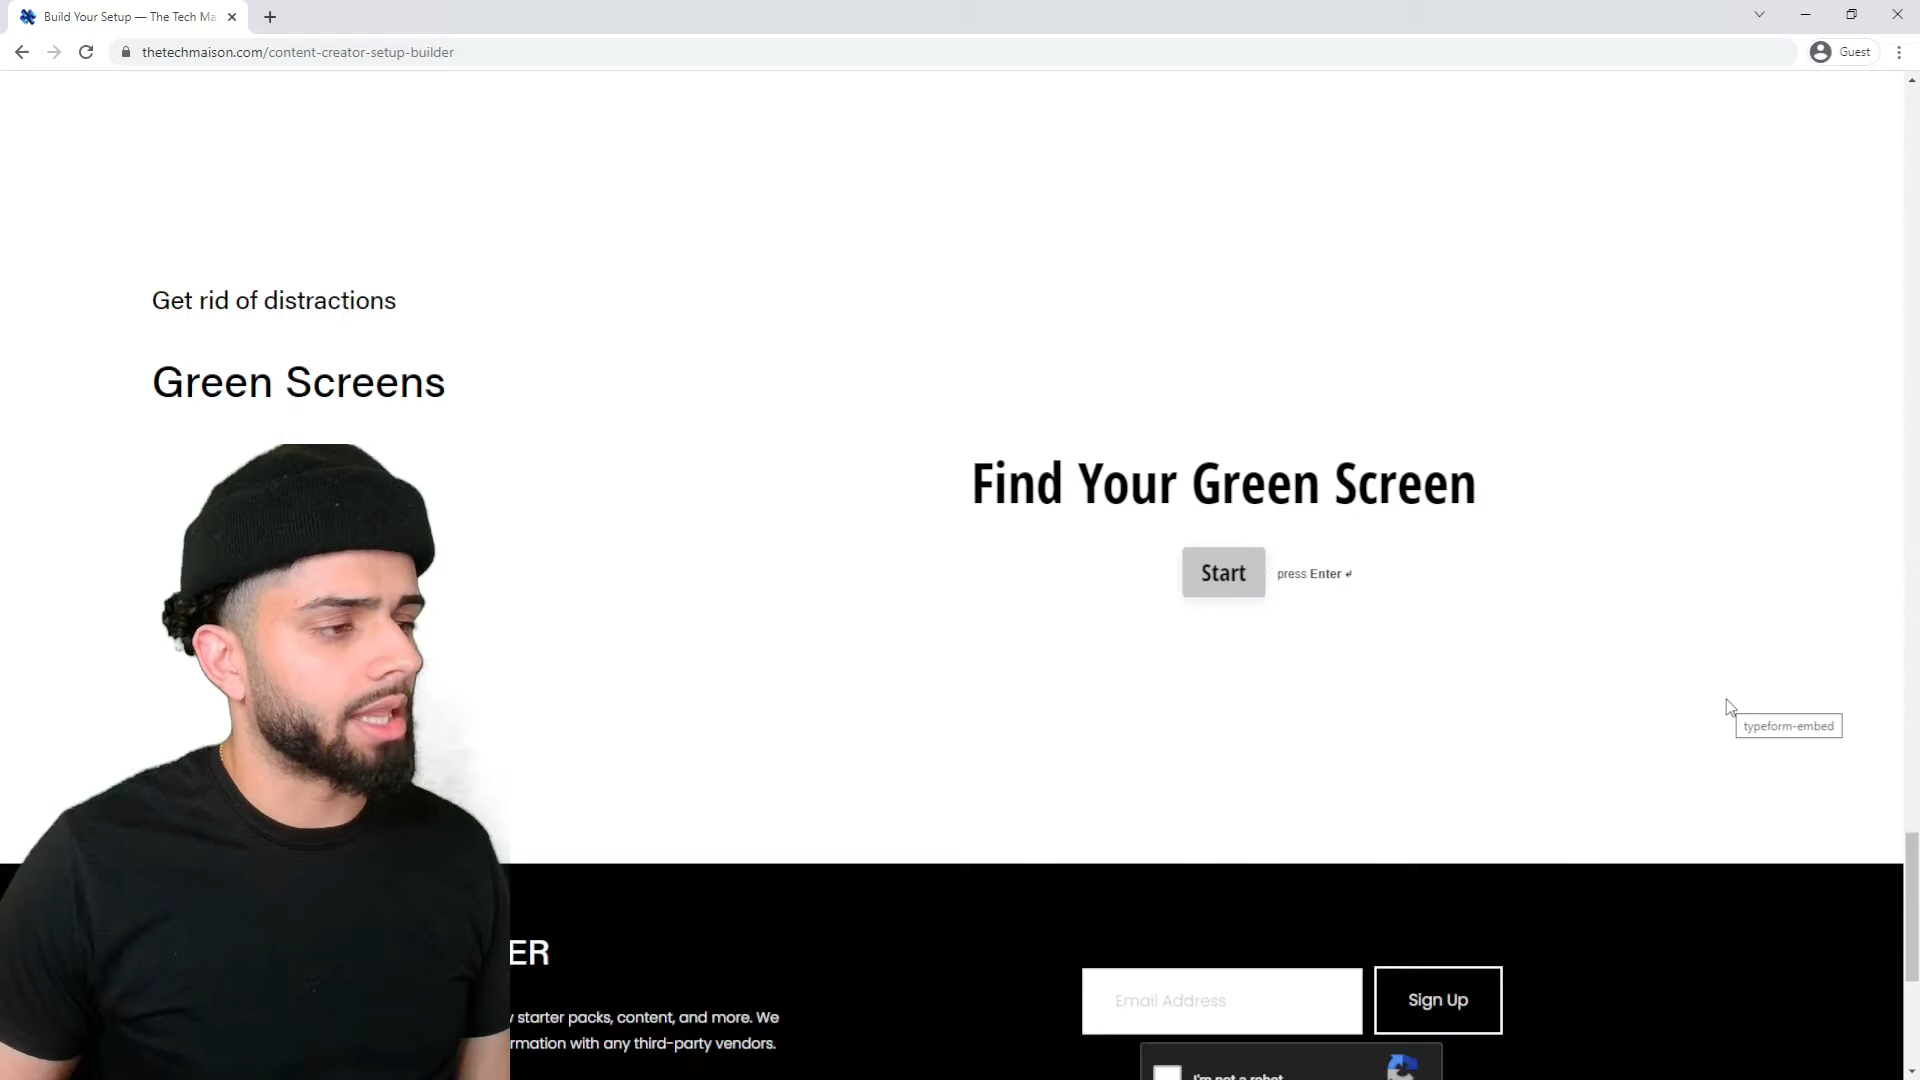 Build Your Setup — The Tech Ma
thetechmaison.com/content-creator-setup-builder
Guest
Get rid of distractions
Green Screens
Find Your Green Screen
Start
press Enter ↵
typeform-embed
ER
starter packs, content, and more. We
rmation with any third-party vendors.
Email Address
Sign Up
I'm not a robot